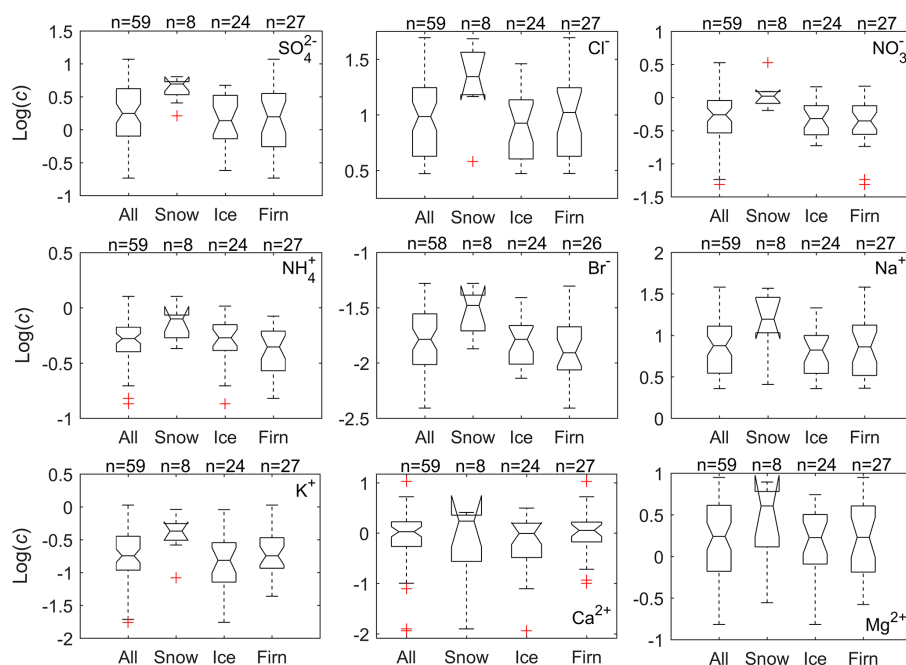 n=59 n=8 n=24 n=27
SO₄²⁻
Log(c)
1.5
1
0.5
0
-0.5
-1
All Snow Ice Firn
n=59 n=8 n=24 n=27
Cl⁻
1.5
1
0.5
All Snow Ice Firn
n=59 n=8 n=24 n=27
NO₃⁻
1
0.5
0
-0.5
-1
-1.5
All Snow Ice Firn
n=59 n=8 n=24 n=27
NH₄⁺
Log(c)
0.5
0
-0.5
-1
All Snow Ice Firn
n=58 n=8 n=24 n=26
Br⁻
-1
-1.5
-2
-2.5
All Snow Ice Firn
n=59 n=8 n=24 n=27
Na⁺
2
1.5
1
0.5
0
All Snow Ice Firn
n=59 n=8 n=24 n=27
K⁺
Log(c)
0.5
0
-0.5
-1
-1.5
-2
All Snow Ice Firn
n=59 n=8 n=24 n=27
Ca²⁺
1
0
-1
-2
All Snow Ice Firn
n=59 n=8 n=24 n=27
Mg²⁺
1
0.5
0
-0.5
-1
All Snow Ice Firn